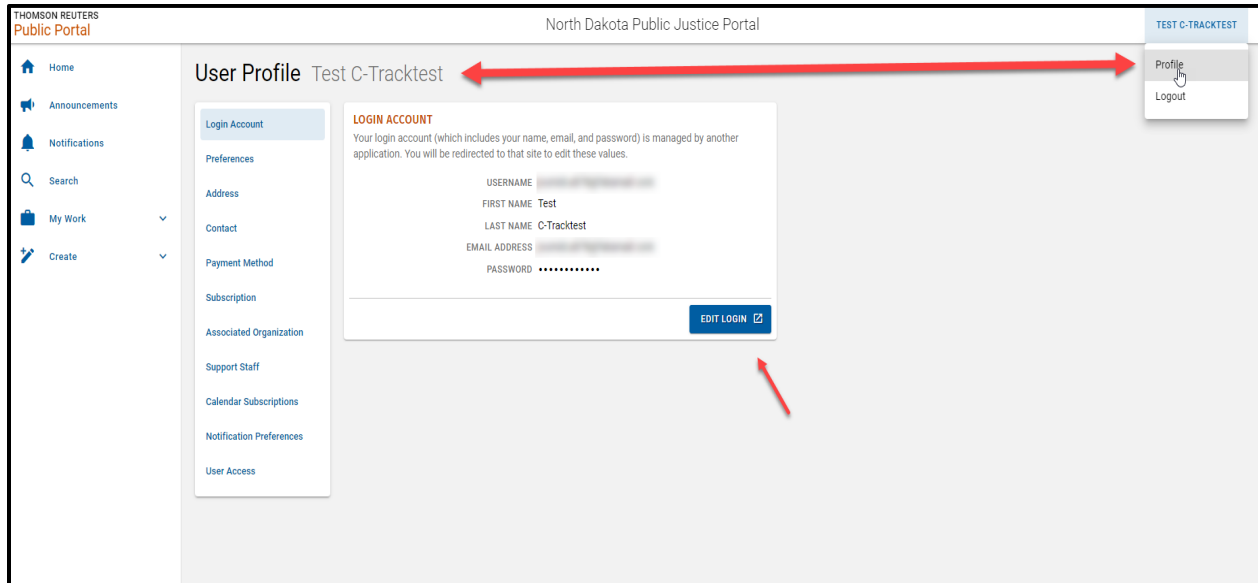 THOMSON REUTERS
Public Portal
North Dakota Public Justice Portal
TEST C-TRACKTEST
Profile
Logout
Home
Announcements
Notifications
Search
My Work
Create
User Profile Test C-Tracktest
Login Account
Preferences
Address
Contact
Payment Method
Subscription
Associated Organization
Support Staff
Calendar Subscriptions
Notification Preferences
User Access
LOGIN ACCOUNT
Your login account (which includes your name, email, and password) is managed by another
application. You will be redirected to that site to edit these values.
USERNAME
FIRST NAME Test
LAST NAME C-Tracktest
EMAIL ADDRESS
PASSWORD ••••••••••••
EDIT LOGIN